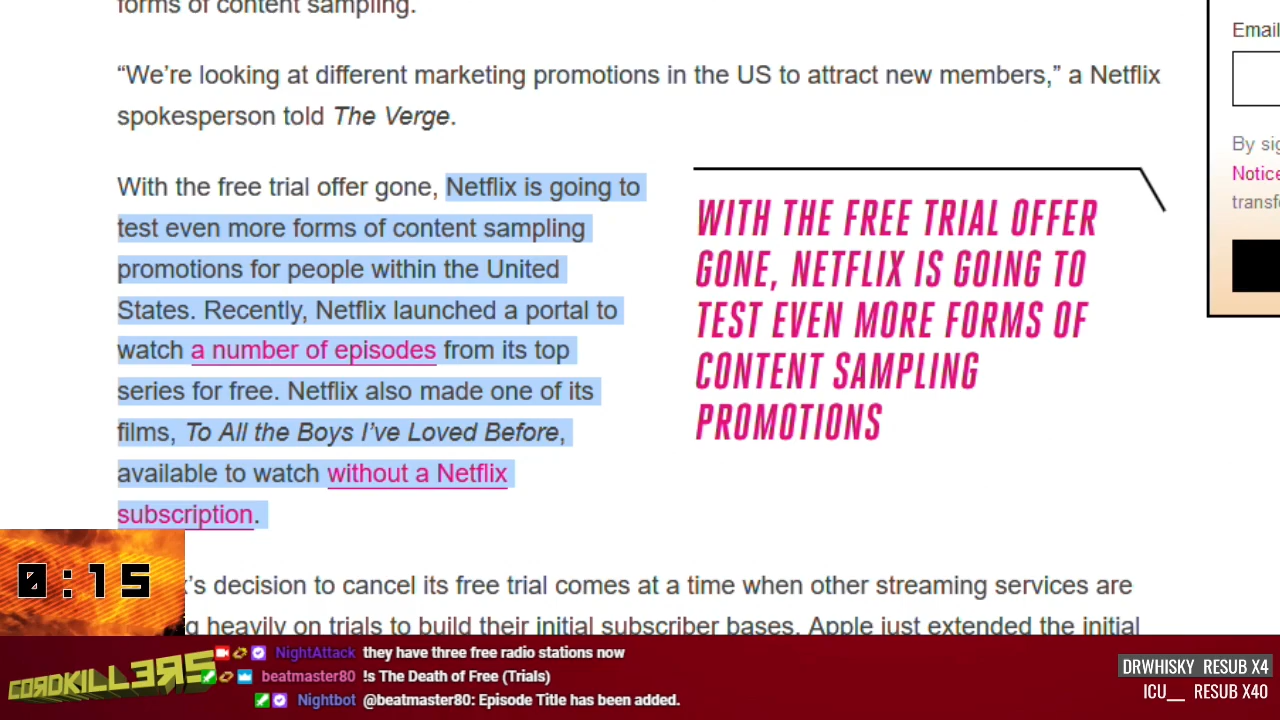 forms of content sampling.
“We’re looking at different marketing promotions in the US to attract new members,” a Netflix
spokesperson told The Verge.
With the free trial offer gone, Netflix is going to
test even more forms of content sampling
promotions for people within the United
States. Recently, Netflix launched a portal to
watch a number of episodes from its top
series for free. Netflix also made one of its
films, To All the Boys I’ve Loved Before,
available to watch without a Netflix
subscription.
WITH THE FREE TRIAL OFFER
GONE, NETFLIX IS GOING TO
TEST EVEN MORE FORMS OF
CONTENT SAMPLING
PROMOTIONS
’s decision to cancel its free trial comes at a time when other streaming services are
heavily on trials to build their initial subscriber bases. Apple just extended the initial
Email
By sig
Notice
transfe
0:15
CORDKILLERS
NightAttack they have three free radio stations now
beatmaster80 !s The Death of Free (Trials)
Nightbot @beatmaster80: Episode Title has been added.
DRWHISKY RESUB X4
ICU__ RESUB X40